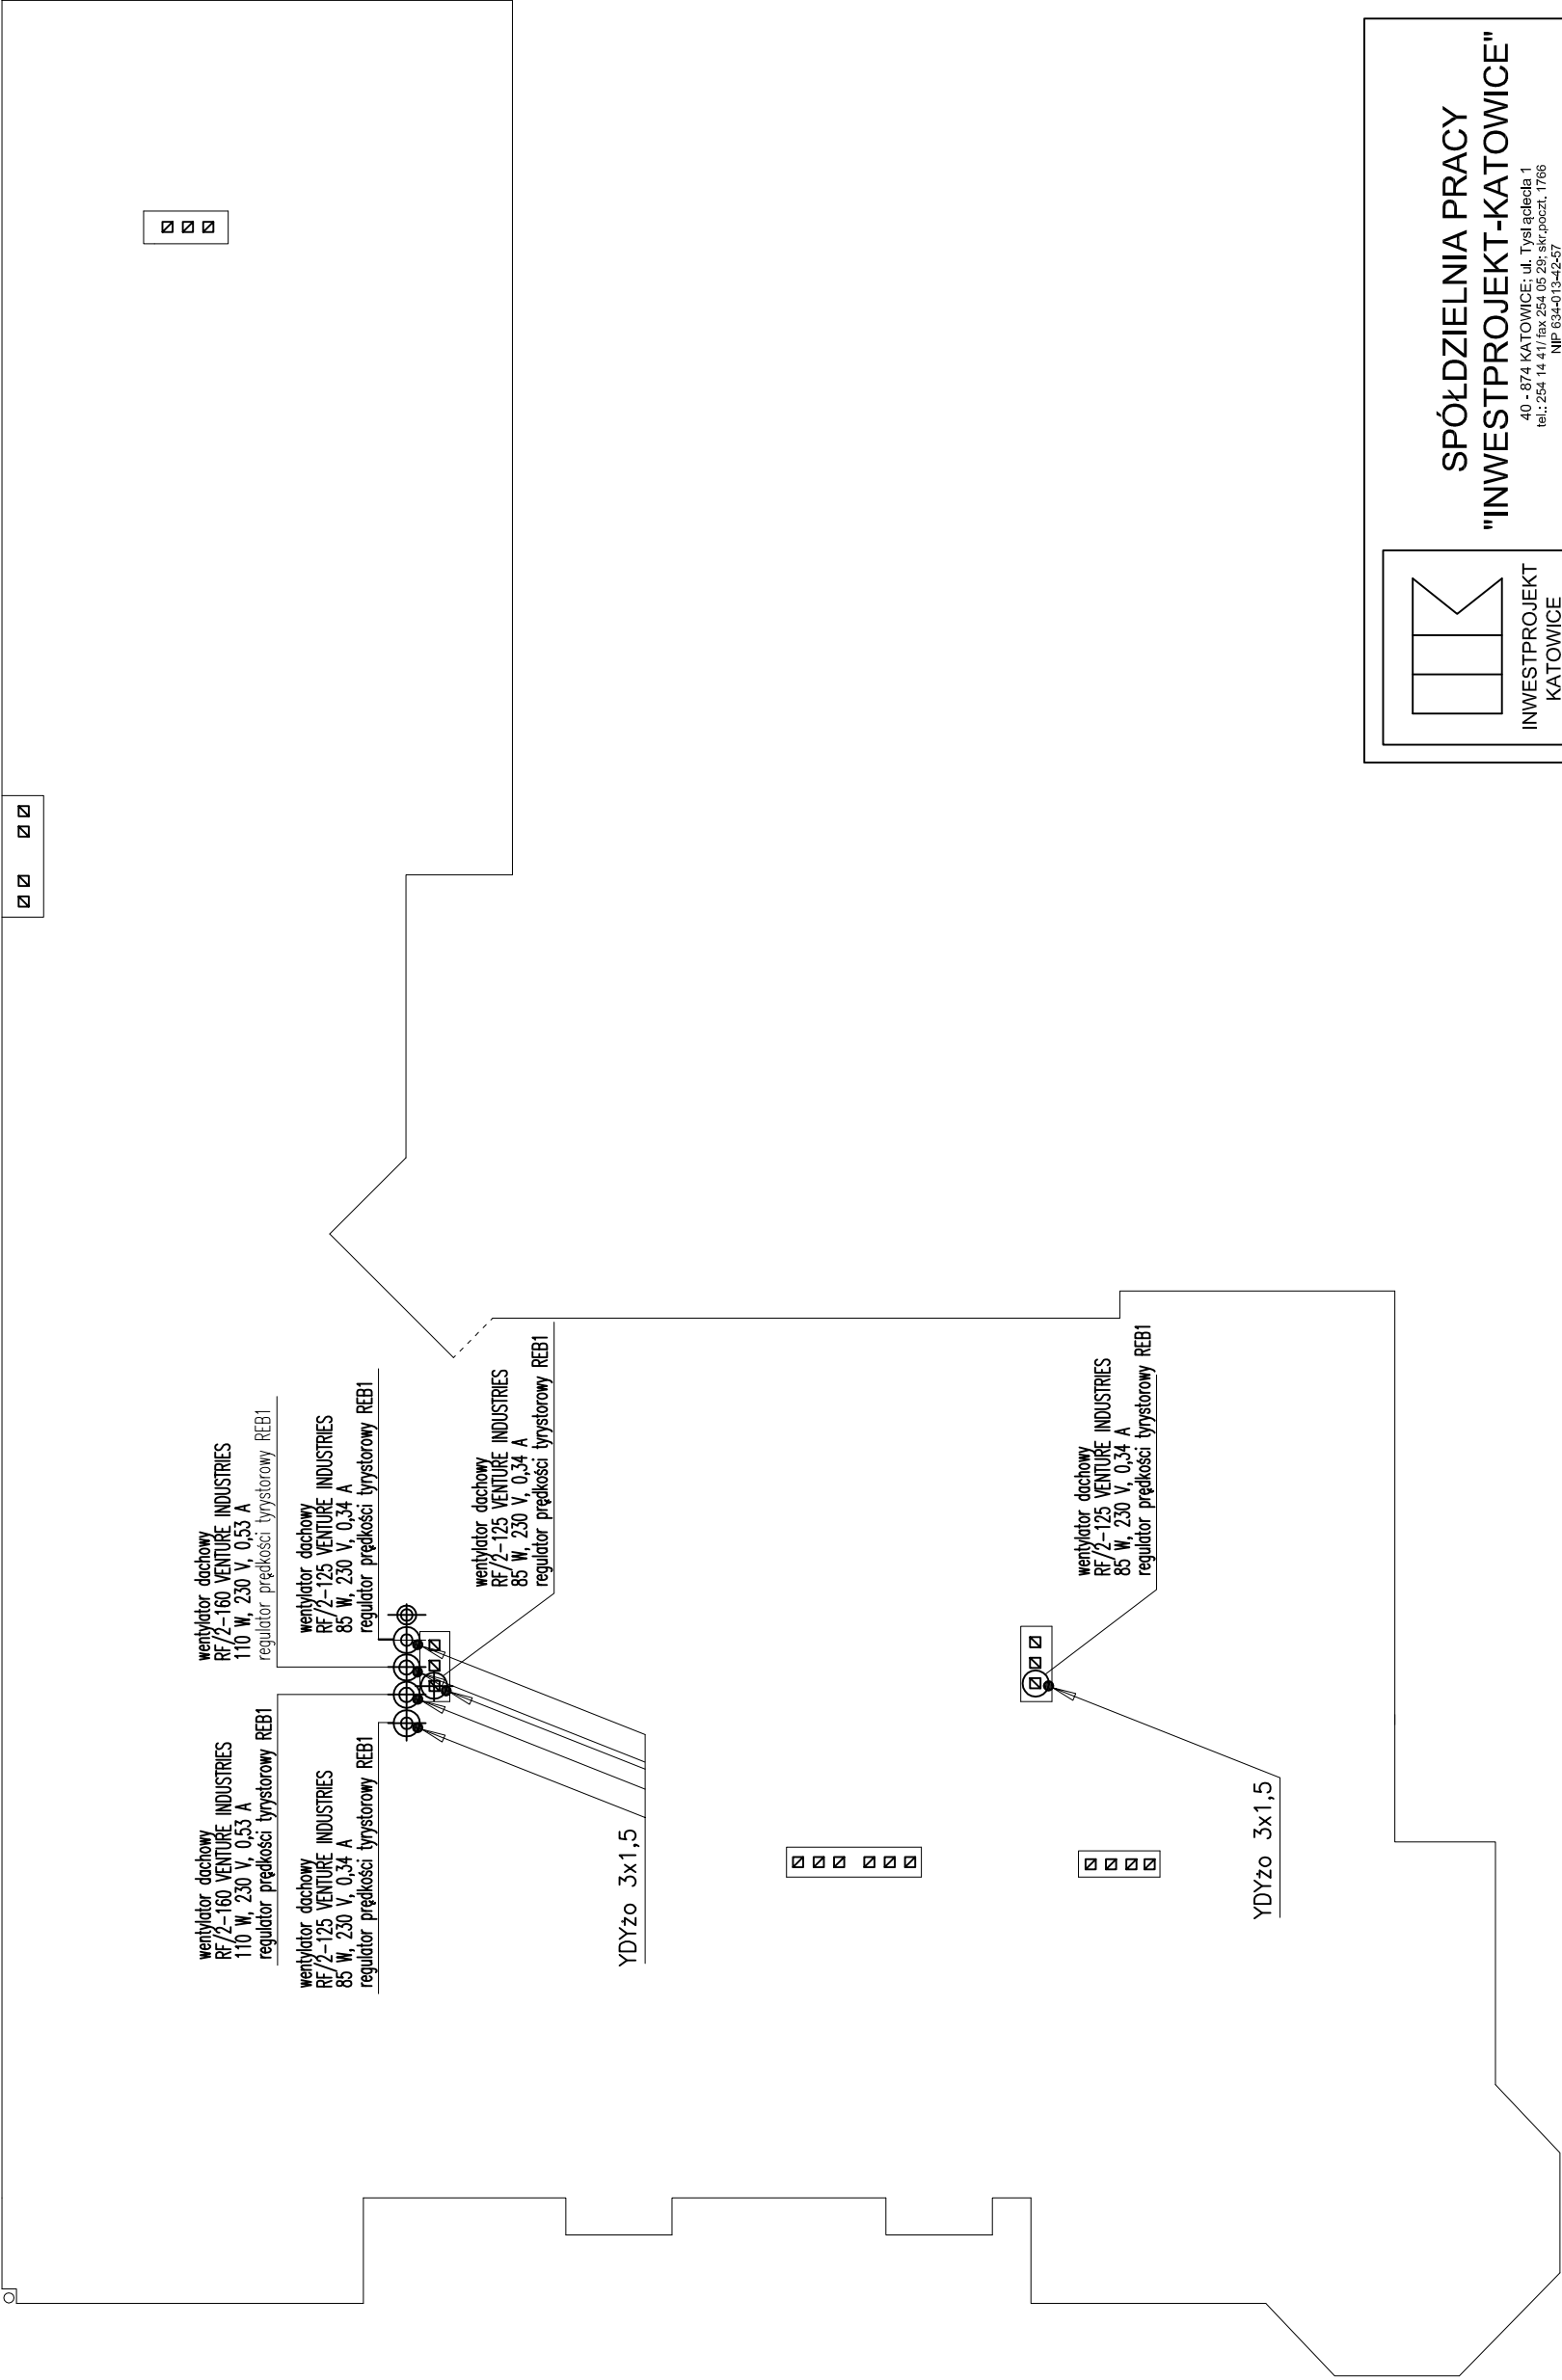 wentylator dachowy
RF/2-160 VENTURE INDUSTRIES
110 W, 230 V, 0,53 A
regulator prędkości tyrystorowy REB1
wentylator dachowy
RF/2-125 VENTURE INDUSTRIES
85 W, 230 V, 0,34 A
regulator prędkości tyrystorowy REB1
wentylator dachowy
RF/2-160 VENTURE INDUSTRIES
110 W, 230 V, 0,53 A
regulator prędkości tyrystorowy REB1
wentylator dachowy
RF/2-125 VENTURE INDUSTRIES
85 W, 230 V, 0,34 A
regulator prędkości tyrystorowy REB1
wentylator dachowy
RF/2-125 VENTURE INDUSTRIES
85 W, 230 V, 0,34 A
regulator prędkości tyrystorowy REB1
YDYżo 3x1,5
wentylator dachowy
RF/2-125 VENTURE INDUSTRIES
85 W, 230 V, 0,34 A
regulator prędkości tyrystorowy REB1
YDYżo 3x1,5
INWESTPROJEKT
KATOWICE
SPÓŁDZIELNIA PRACY
"INWESTPROJEKT-KATOWICE"
40 - 874 KATOWICE; ul. Tysiąclecia 1
tel.: 254 14 41/ fax 254 05 29; skr.poczt. 1766
NIP 634-013-42-57